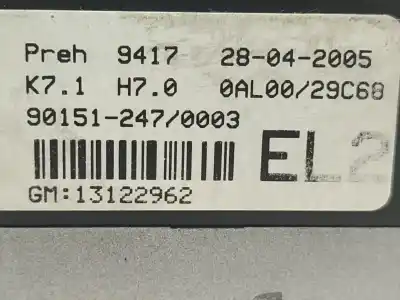 Preh 9417 28-04-2005
K7.1 H7.0 0AL00/29C68
90151-247/0003
EL2
GM:13122962